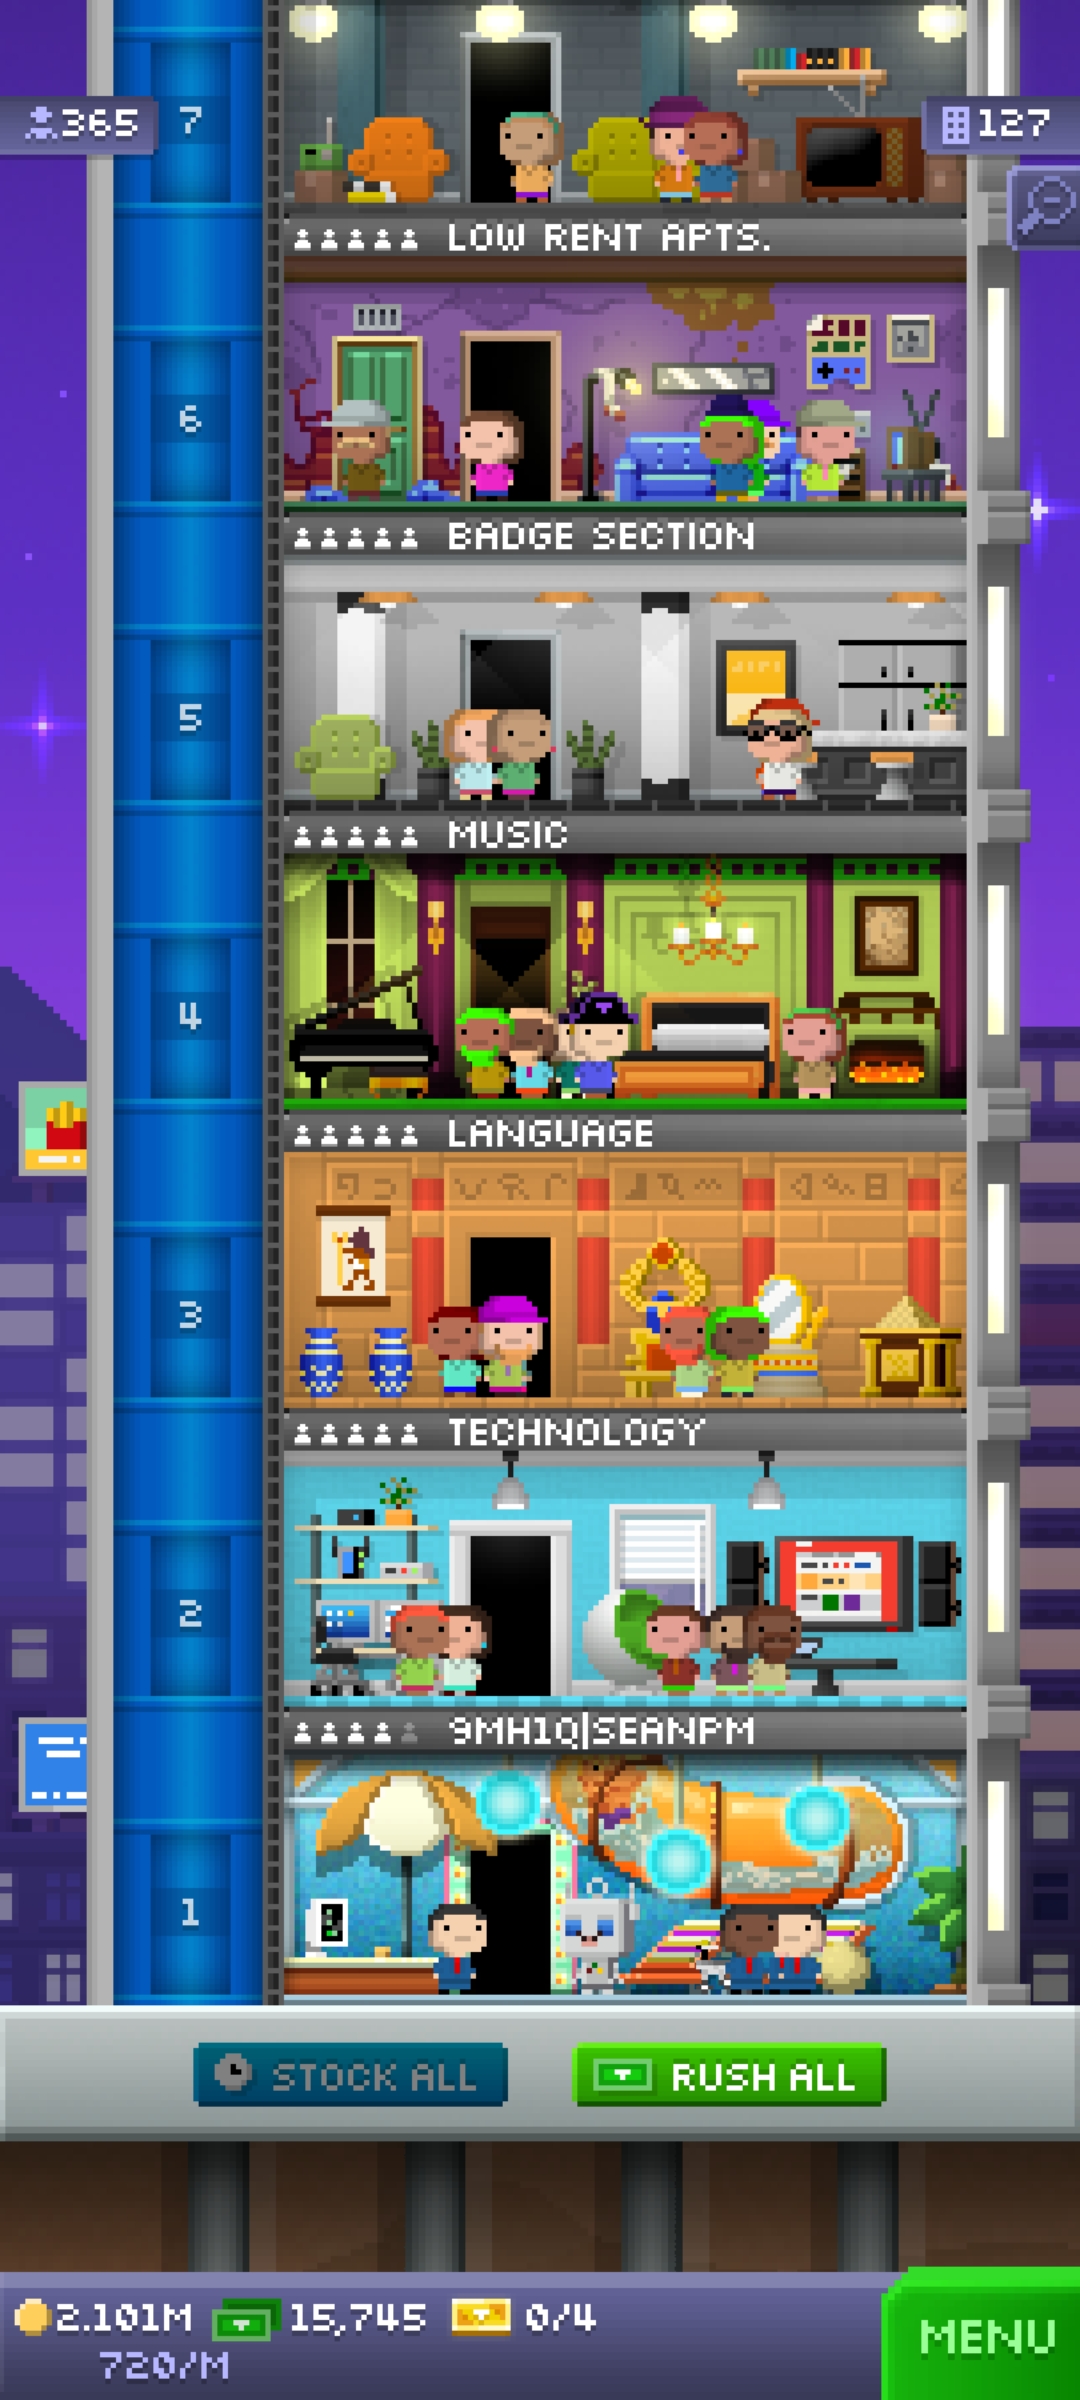 365
7
127
LOW RENT APTS.
6
BADGE SECTION
5
MUSIC
4
LANGUAGE
3
TECHNOLOGY
2
9MH1Q|SEANPM
1
STOCK ALL
RUSH ALL
2.101M
15,745
0/4
720/M
MENU